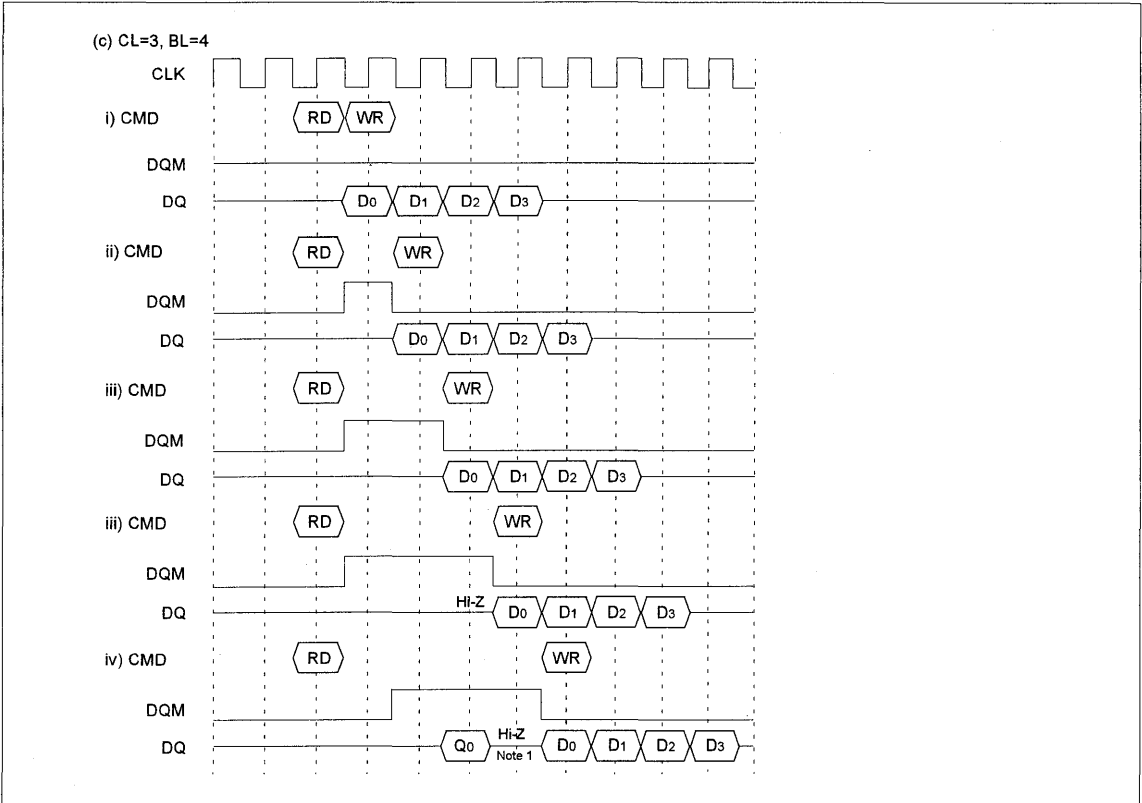 (c) CL=3, BL=4
CLK
i) CMD RD WR
DQM
DQ D0 D1 D2 D3
ii) CMD RD WR
DQM
DQ D0 D1 D2 D3
iii) CMD RD WR
DQM
DQ D0 D1 D2 D3
iii) CMD RD WR
DQM
DQ Hi-Z D0 D1 D2 D3
iv) CMD RD WR
DQM
DQ Q0 Hi-Z D0 D1 D2 D3
Note 1